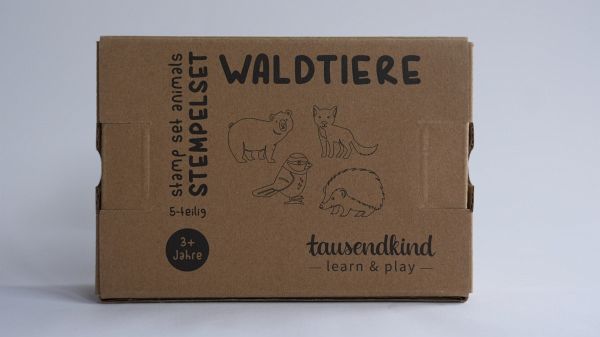 WALDTIERE
stamp set animals
STEMPELSET
5-teilig
3+
Jahre
tausendkind
learn & play